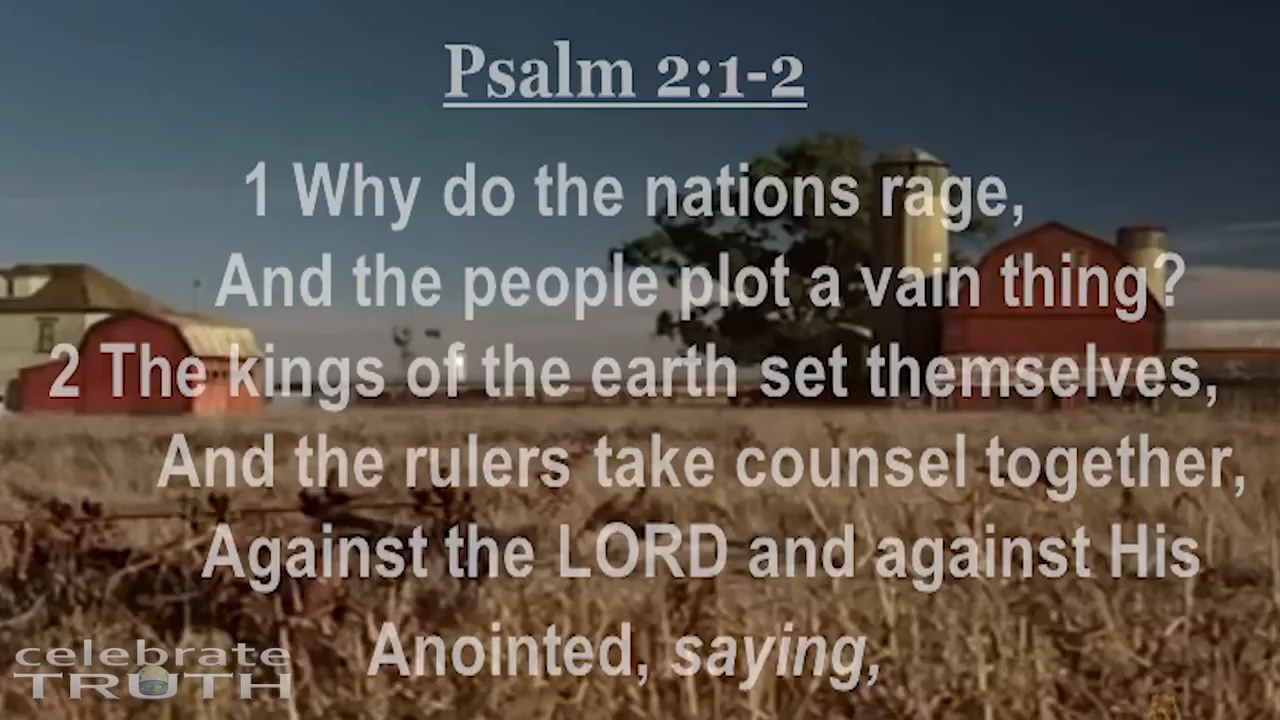 Psalm 2:1-2
1 Why do the nations rage,
And the people plot a vain thing?
2 The kings of the earth set themselves,
And the rulers take counsel together,
Against the LORD and against His
Anointed, saying,
celebrate
TRUTH